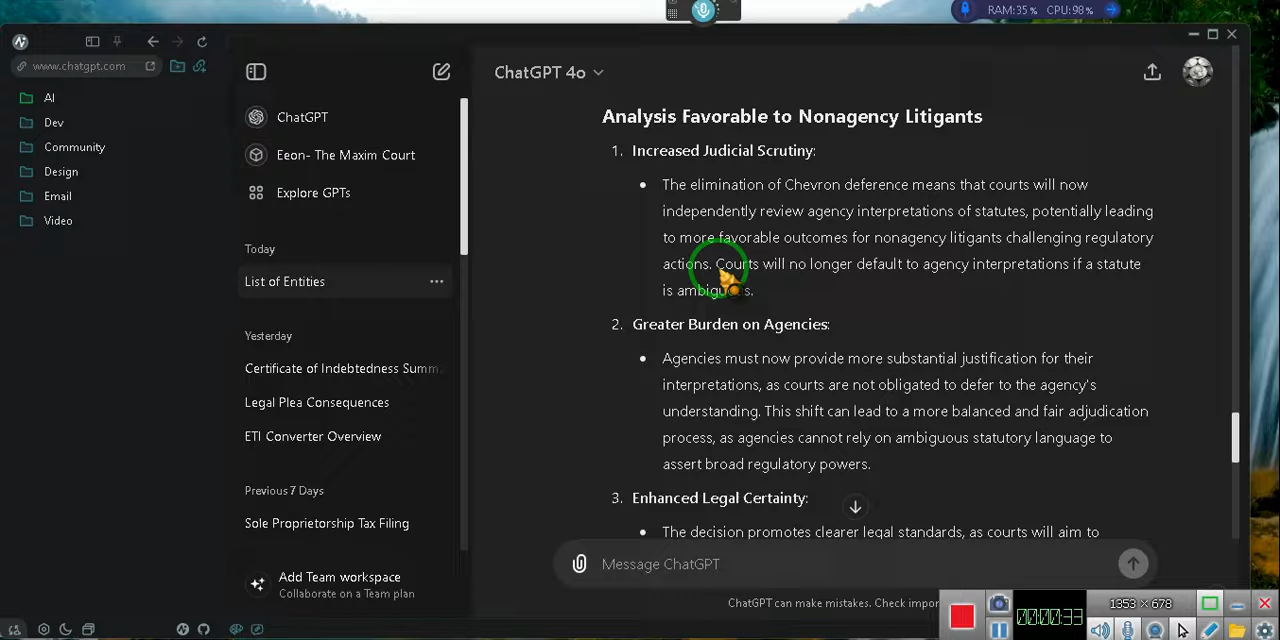 RAM:35% CPU:98%
www.chatgpt.com
AI
Dev
Community
Design
Email
Video
ChatGPT
Eeon- The Maxim Court
Explore GPTs
Today
List of Entities
Yesterday
Certificate of Indebtedness Summ
Legal Plea Consequences
ETI Converter Overview
Previous 7 Days
Sole Proprietorship Tax Filing
Add Team workspace
Collaborate on a Team plan
ChatGPT 4o
Analysis Favorable to Nonagency Litigants
1. Increased Judicial Scrutiny:
• The elimination of Chevron deference means that courts will now
independently review agency interpretations of statutes, potentially leading
to more favorable outcomes for nonagency litigants challenging regulatory
actions. Courts will no longer default to agency interpretations if a statute
is ambiguous.
2. Greater Burden on Agencies:
• Agencies must now provide more substantial justification for their
interpretations, as courts are not obligated to defer to the agency's
understanding. This shift can lead to a more balanced and fair adjudication
process, as agencies cannot rely on ambiguous statutory language to
assert broad regulatory powers.
3. Enhanced Legal Certainty:
• The decision promotes clearer legal standards, as courts will aim to
Message ChatGPT
ChatGPT can make mistakes. Check impor
00:00:33
1353 × 678